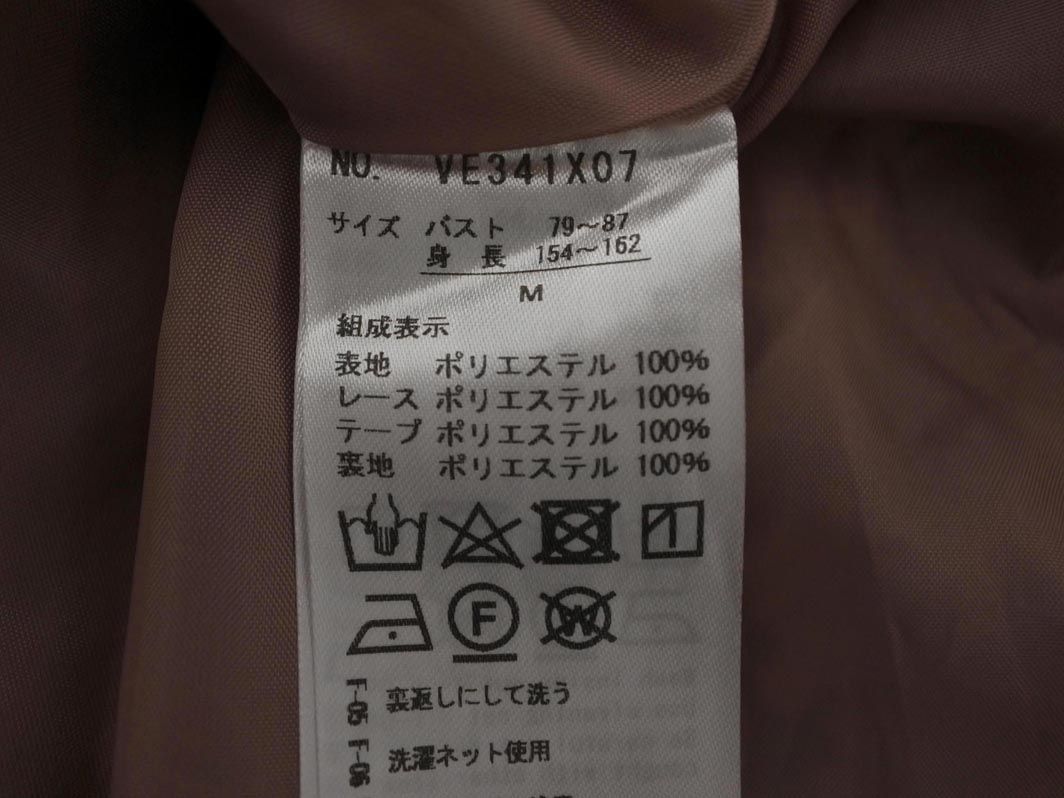 NO. VE341X07
サイズ バスト 79～87
身長 154～162
M
組成表示
表地 ポリエステル 100%
レース ポリエステル 100%
テープ ポリエステル 100%
裏地 ポリエステル 100%
F W
F-05 裏返しにして洗う
F-06 洗濯ネット使用